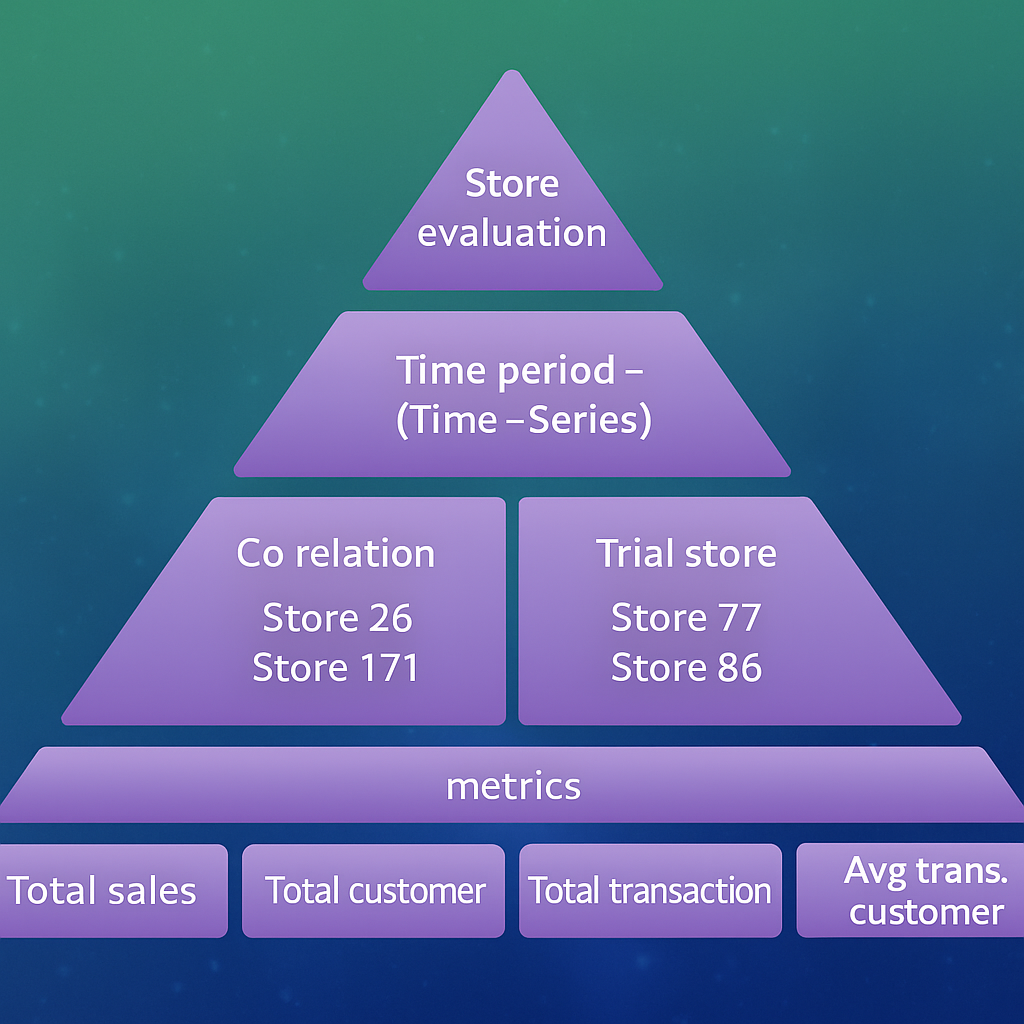 Store
evaluation
Time period –
(Time – Series)
Co relation
Store 26
Store 171
Trial store
Store 77
Store 86
metrics
Total sales
Total customer
Total transaction
Avg trans.
customer